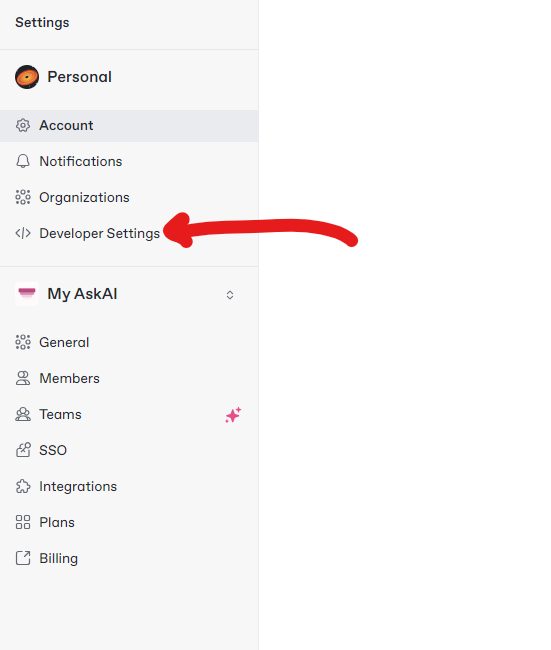 Settings
Personal
Account
Notifications
Organizations
Developer Settings
My AskAI
General
Members
Teams
SSO
Integrations
Plans
Billing